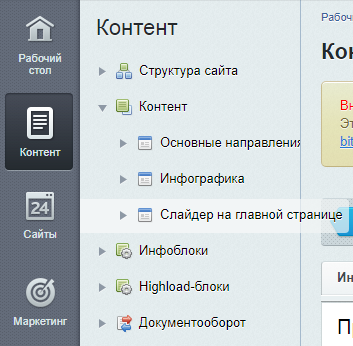 Рабочий
стол
Контент
24
Сайты
Маркетинг
Контент
Структура сайта
Контент
Основные направления
Инфографика
Слайдер на главной странице
Инфоблоки
Highload-блоки
Документооборот
Рабоч
Ко
Вн
Эт
bit
Ин
П